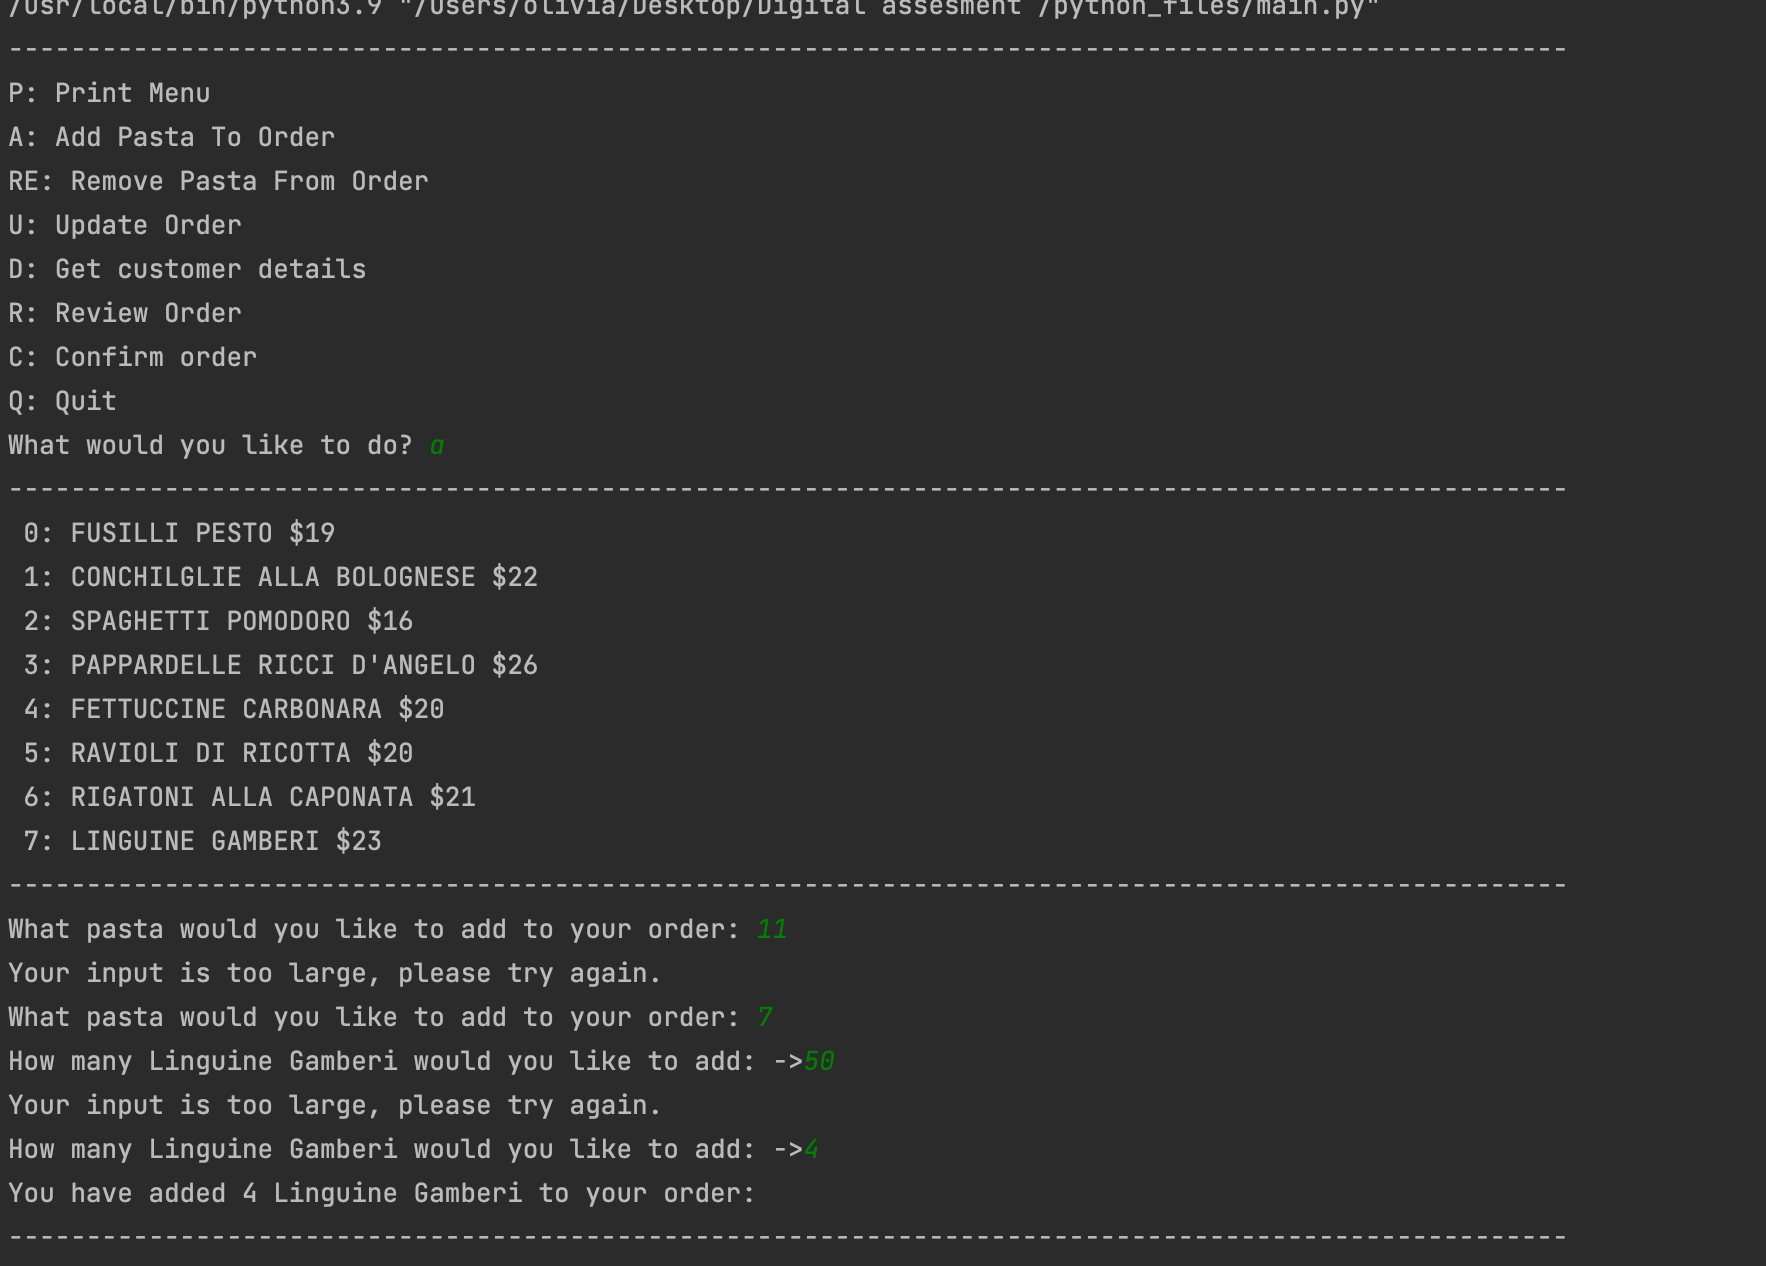 /usr/local/bin/python3.9 "/Users/olivia/Desktop/Digital assesment /python_files/main.py"
----------------------------------------------------------------------------------------------------
P: Print Menu
A: Add Pasta To Order
RE: Remove Pasta From Order
U: Update Order
D: Get customer details
R: Review Order
C: Confirm order
Q: Quit
What would you like to do? a
----------------------------------------------------------------------------------------------------
0: FUSILLI PESTO $19
1: CONCHILGLIE ALLA BOLOGNESE $22
2: SPAGHETTI POMODORO $16
3: PAPPARDELLE RICCI D'ANGELO $26
4: FETTUCCINE CARBONARA $20
5: RAVIOLI DI RICOTTA $20
6: RIGATONI ALLA CAPONATA $21
7: LINGUINE GAMBERI $23
----------------------------------------------------------------------------------------------------
What pasta would you like to add to your order: 11
Your input is too large, please try again.
What pasta would you like to add to your order: 7
How many Linguine Gamberi would you like to add: ->50
Your input is too large, please try again.
How many Linguine Gamberi would you like to add: ->4
You have added 4 Linguine Gamberi to your order:
----------------------------------------------------------------------------------------------------